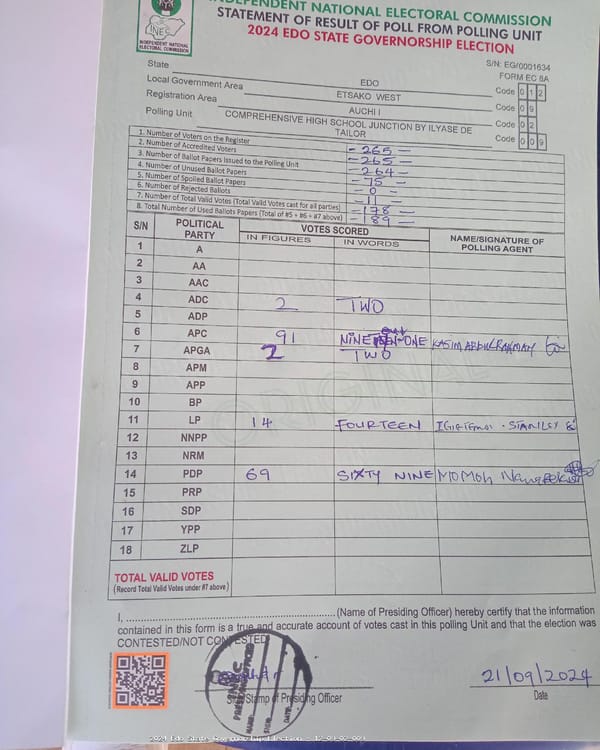 INDEPENDENT NATIONAL ELECTORAL COMMISSION
STATEMENT OF RESULT OF POLL FROM POLLING UNIT
2024 EDO STATE GOVERNORSHIP ELECTION
INEC
INDEPENDENT NATIONAL
ELECTORAL COMMISSION
S/N: EG/0001634
FORM EC 8A
State EDO Code 0 1 2
Local Government Area ETSAKO WEST Code 0 9
Registration Area AUCHI I Code 0 2
Polling Unit COMPREHENSIVE HIGH SCHOOL JUNCTION BY ILYASE DE TAILOR Code 0 0 9
1. Number of Voters on the Register - 265 -
2. Number of Accredited Voters - 265 -
3. Number of Ballot Papers Issued to the Polling Unit - 264 -
4. Number of Unused Ballot Papers - 75 -
5. Number of Spoiled Ballot Papers - 0 -
6. Number of Rejected Ballots - 11 -
7. Number of Total Valid Votes (Total Valid Votes cast for all parties) - 178 -
8. Total Number of Used Ballots Papers (Total of #5 + #6 + #7 above) - 189 -
S/N POLITICAL PARTY VOTES SCORED NAME/SIGNATURE OF POLLING AGENT
IN FIGURES IN WORDS
1 A
2 AA
3 AAC
4 ADC 2 TWO
5 ADP
6 APC 91 NINETY-ONE KASIM ABDULRAHMAN
7 APGA 2 TWO
8 APM
9 APP
10 BP
11 LP 14 FOURTEEN STANLEY
12 NNPP
13 NRM
14 PDP 69 SIXTY NINE MOMOH
15 PRP
16 SDP
17 YPP
18 ZLP
ORIGINAL
TOTAL VALID VOTES
(Record Total Valid Votes under #7 above)
I, (Name of Presiding Officer) hereby certify that the information
contained in this form is a true and accurate account of votes cast in this polling Unit and that the election was
CONTESTED/NOT CONTESTED
21/09/2024
Stamp of Presiding Officer
Date
INEC
2024 Edo State Governorship Election - 12-09-02-009